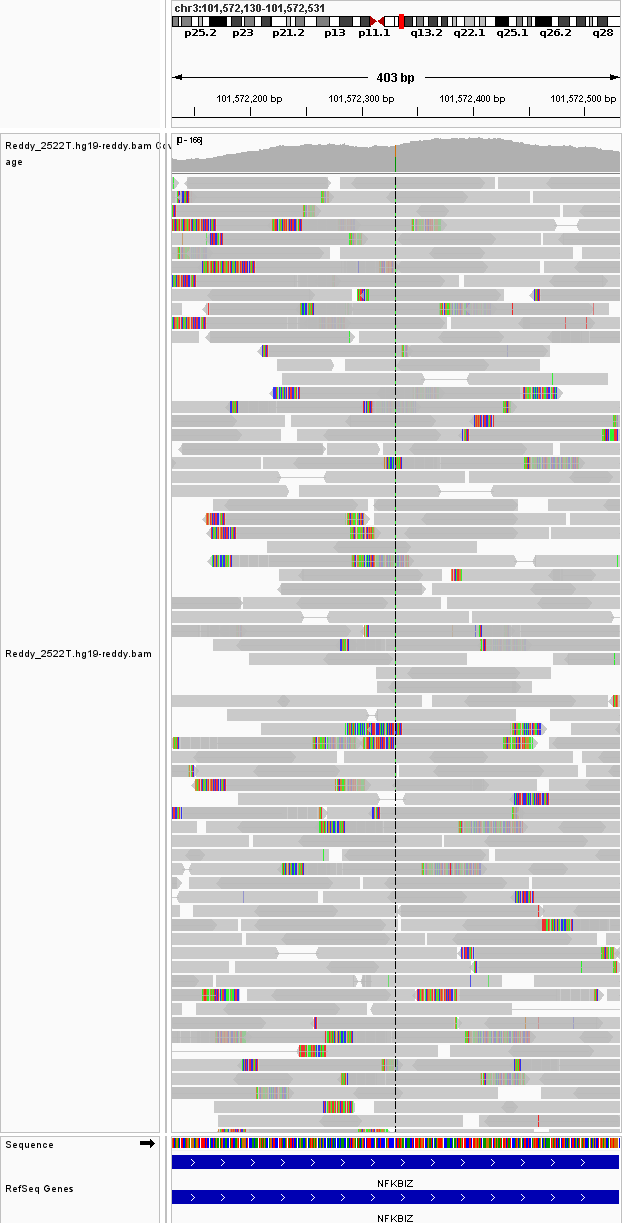 chr3:101,572,130-101,572,531
p25.2 p23 p21.2 p13 p11.1 q13.2 q22.1 q25.1 q26.2 q28
403 bp
101,572,200 bp 101,572,300 bp 101,572,400 bp 101,572,500 bp
[0 - 166]
Reddy_2522T.hg19-reddy.bam Cov
age
Reddy_2522T.hg19-reddy.bam
Sequence
NFKBIZ
RefSeq Genes
NFKBIZ